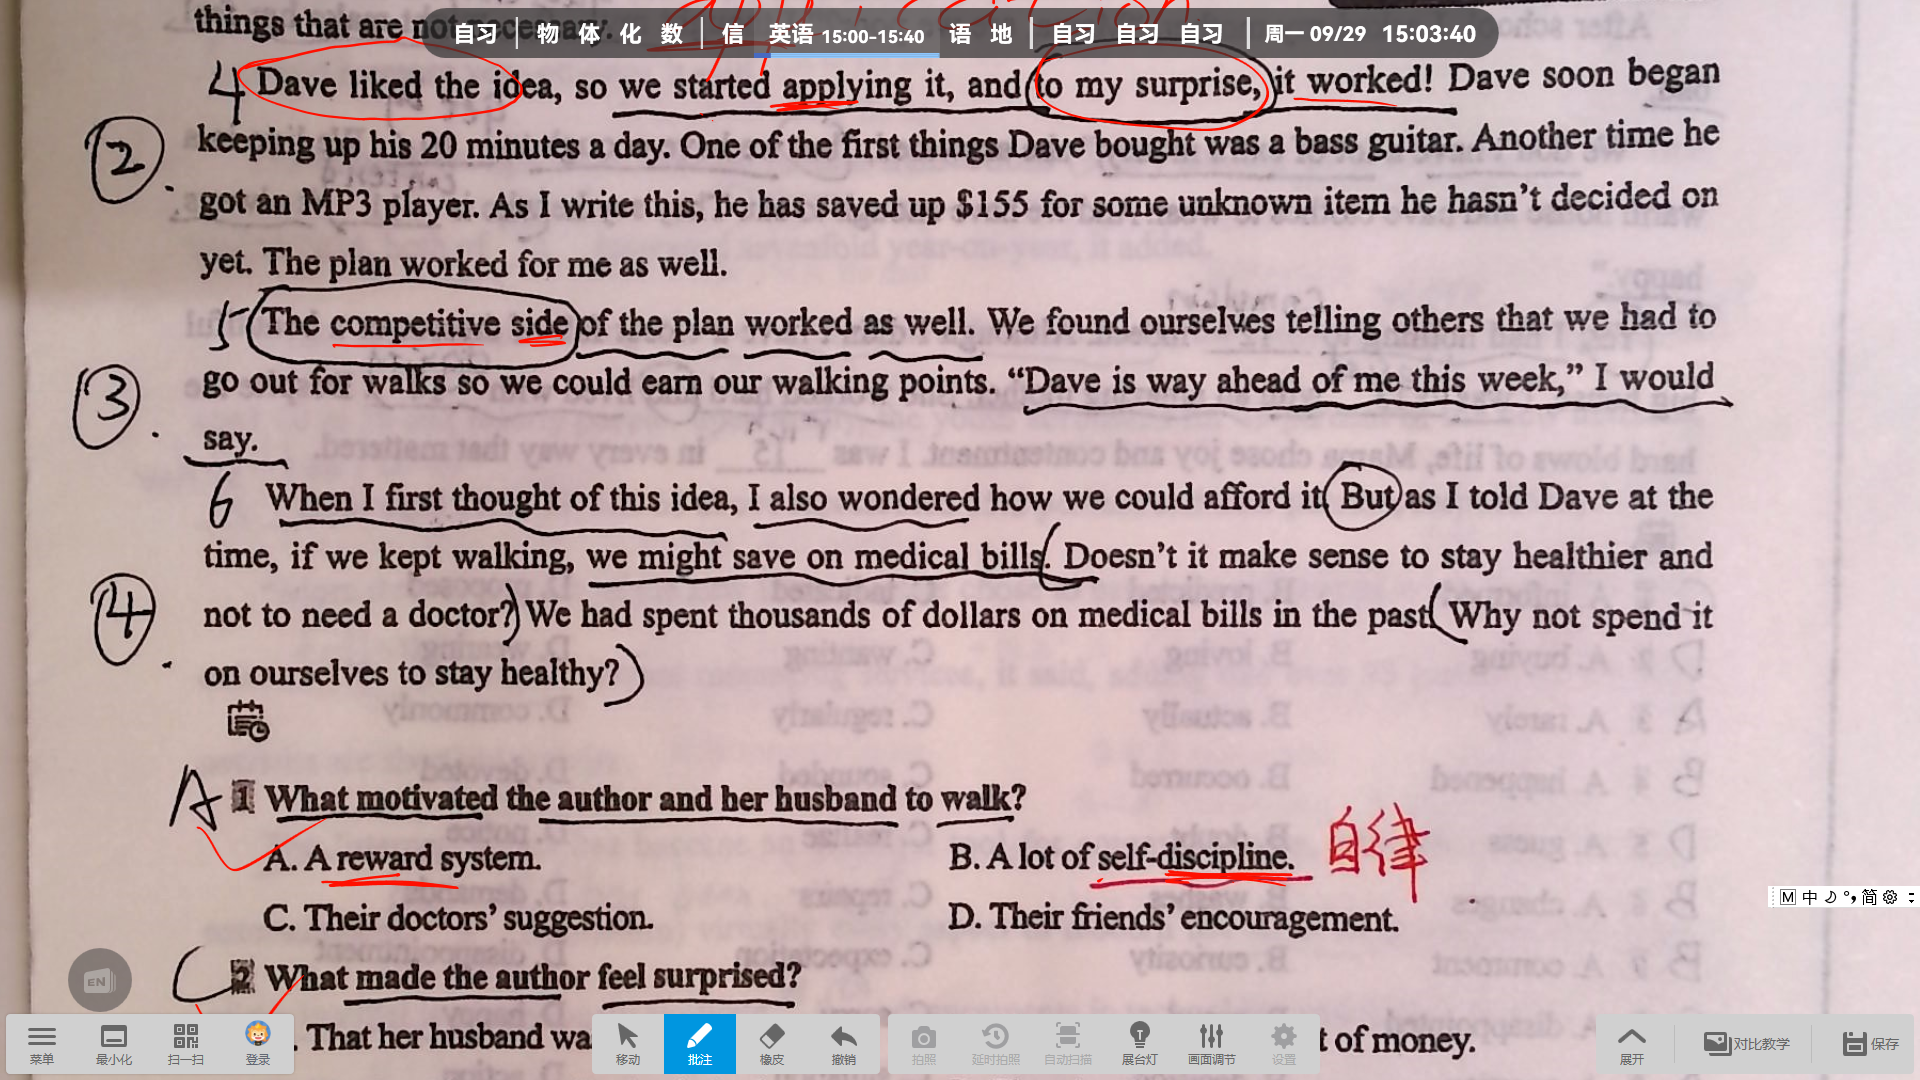 things that are not necessary.
自习 | 物 体 化 数 | 信 英语 15:00-15:40 语 地 | 自习 自习 自习 | 周一 09/29 15:03:40
4 Dave liked the idea, so we started applying it, and to my surprise, it worked! Dave soon began
② keeping up his 20 minutes a day. One of the first things Dave bought was a bass guitar. Another time he
got an MP3 player. As I write this, he has saved up $155 for some unknown item he hasn't decided on
yet. The plan worked for me as well.
5 The competitive side of the plan worked as well. We found ourselves telling others that we had to
③ go out for walks so we could earn our walking points. “Dave is way ahead of me this week,” I would
say.
6 When I first thought of this idea, I also wondered how we could afford it. But as I told Dave at the
time, if we kept walking, we might save on medical bills. Doesn't it make sense to stay healthier and
④ not to need a doctor? We had spent thousands of dollars on medical bills in the past. Why not spend it
on ourselves to stay healthy?
A 1 What motivated the author and her husband to walk?
A. A reward system. B. A lot of self-discipline. 自律
C. Their doctors' suggestion. D. Their friends' encouragement.
M 中 简
C 2 What made the author feel surprised?
EN
. That her husband wa
t of money.
菜单 最小化 扫一扫 登录 移动 批注 橡皮 撤销 拍照 延时拍照 自动扫描 展台灯 画面调节 设置 展开 对比教学 保存